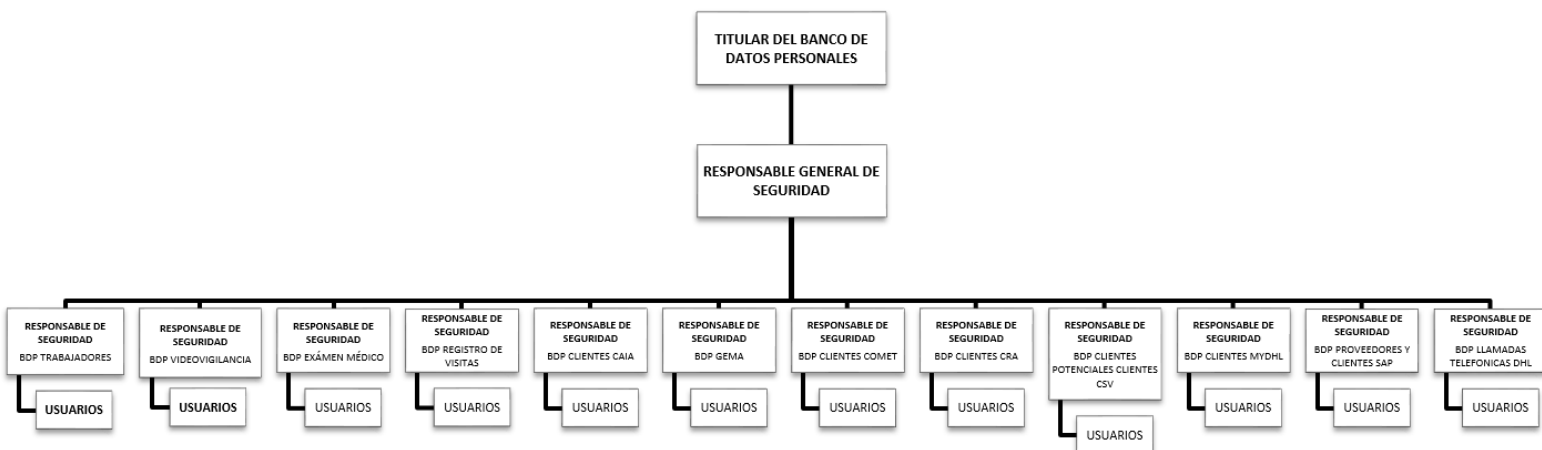 TITULAR DEL BANCO DE
DATOS PERSONALES
RESPONSABLE GENERAL DE
SEGURIDAD
RESPONSABLE DE
SEGURIDAD
BDP TRABAJADORES
USUARIOS
RESPONSABLE DE
SEGURIDAD
BDP VIDEOVIGILANCIA
USUARIOS
RESPONSABLE DE
SEGURIDAD
BDP EXÁMEN MÉDICO
USUARIOS
RESPONSABLE DE
SEGURIDAD
BDP REGISTRO DE
VISITAS
USUARIOS
RESPONSABLE DE
SEGURIDAD
BDP CLIENTES CAIA
USUARIOS
RESPONSABLE DE
SEGURIDAD
BDP GEMA
USUARIOS
RESPONSABLE DE
SEGURIDAD
BDP CLIENTES COMET
USUARIOS
RESPONSABLE DE
SEGURIDAD
BDP CLIENTES CRA
USUARIOS
RESPONSABLE DE
SEGURIDAD
BDP CLIENTES
POTENCIALES CLIENTES
CSV
USUARIOS
RESPONSABLE DE
SEGURIDAD
BDP CLIENTES MYDHL
USUARIOS
RESPONSABLE DE
SEGURIDAD
BDP PROVEEDORES Y
CLIENTES SAP
USUARIOS
RESPONSABLE DE
SEGURIDAD
BDP LLAMADAS
TELEFONICAS DHL
USUARIOS